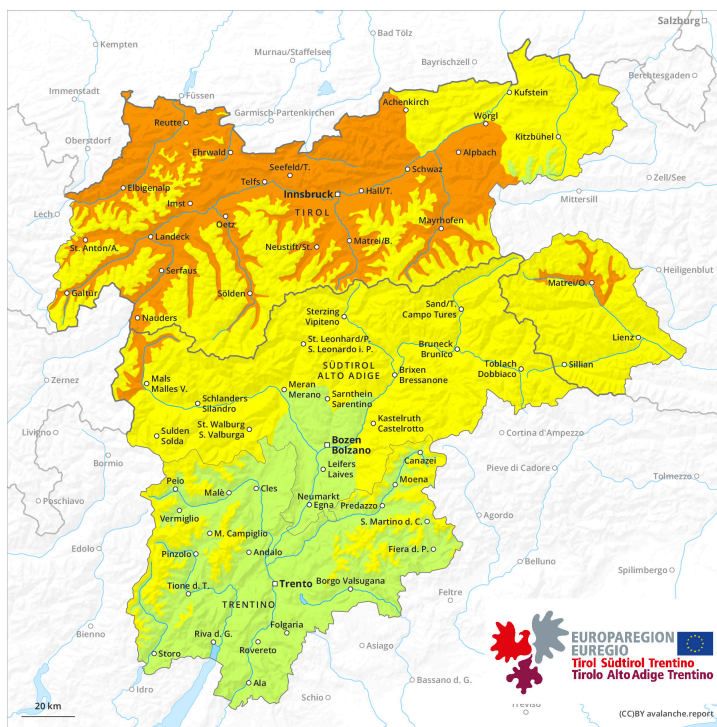 Salzburg
Kempten
Bad Tölz
Murnau/Staffelsee
Bayrischzell
Berchtesgaden
Immenstadt
Füssen
Garmisch-Partenkirchen
Achenkirch
Kufstein
Reutte
Wörgl
Oberstdorf
Kitzbühel
Ehrwald
Seefeld/T.
Alpbach
Schwaz
Zell/See
Elbigenalp
Telfs
Innsbruck
Hall/T.
Mittersill
Lech
Imst
TIROL
Oetz
Mayrhofen
St. Anton/A.
Landeck
Neustift/St.
Matrei/B.
Serfaus
Heiligenblut
Galtür
Sölden
Matrei/O.
Nauders
Sterzing
Vipiteno
Sand/T.
Campo Tures
Lienz
St. Leonhard/P.
S. Leonardo i. P.
Bruneck
Brunico
SÜDTIROL
ALTO ADIGE
Brixen
Bressanone
Toblach
Dobbiaco
Sillian
Zernez
Mals
Malles V.
Meran
Merano
Sarnthein
Sarentino
Schlanders
Silandro
St. Walburg
S. Valburga
Kastelruth
Castelrotto
Livigno
Sulden
Solda
Bozen
Bolzano
Cortina d'Ampezzo
Bormio
Canazei
Leifers
Laives
Pieve di Cadore
Tolmezzo
Peio
Malè
Cles
Moena
Poschiavo
Neumarkt
Egna
Predazzo
Vermiglio
Agordo
S. Martino d. C.
M. Campiglio
Edolo
Pinzolo
Andalo
Fiera d. P.
Belluno
Spilimbergo
Tione d. T.
Trento
Borgo Valsugana
Feltre
TRENTINO
Bienno
Folgaria
Riva d. G.
Rovereto
Asiago
Storo
Bassano d. G.
Ala
Idro
Schio
Treviso
EUROPAREGION
EUREGIO
Tirol Südtirol Trentino
Tirolo Alto Adige Trentino
20 km
(CC)BY avalanche.report